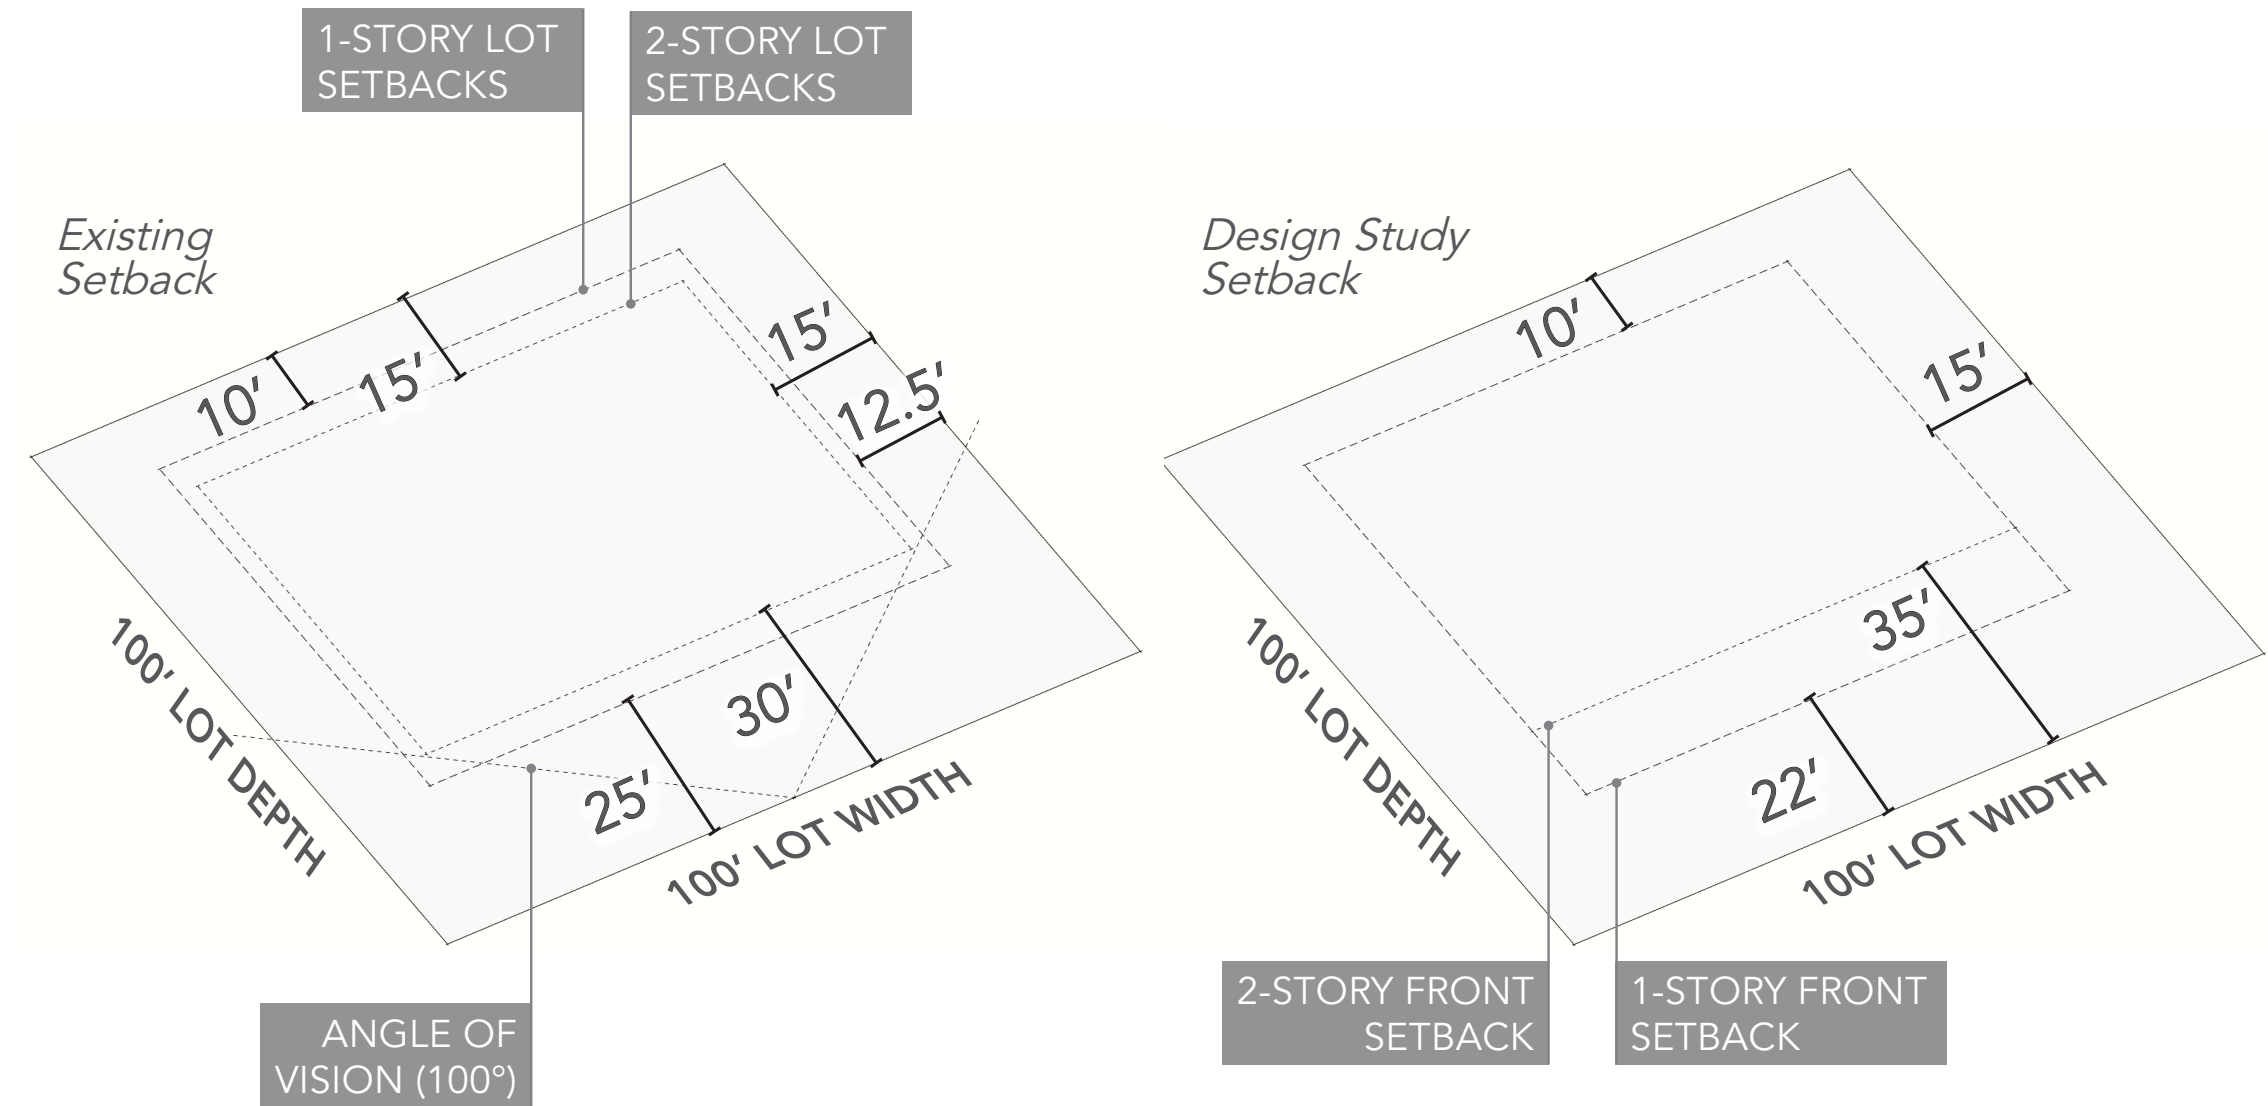 1-STORY LOT
SETBACKS
2-STORY LOT
SETBACKS
Existing
Setback
10'
15'
15'
12.5'
30'
25'
100' LOT DEPTH
100' LOT WIDTH
ANGLE OF
VISION (100°)
Design Study
Setback
10'
15'
35'
22'
100' LOT DEPTH
100' LOT WIDTH
2-STORY FRONT
SETBACK
1-STORY FRONT
SETBACK